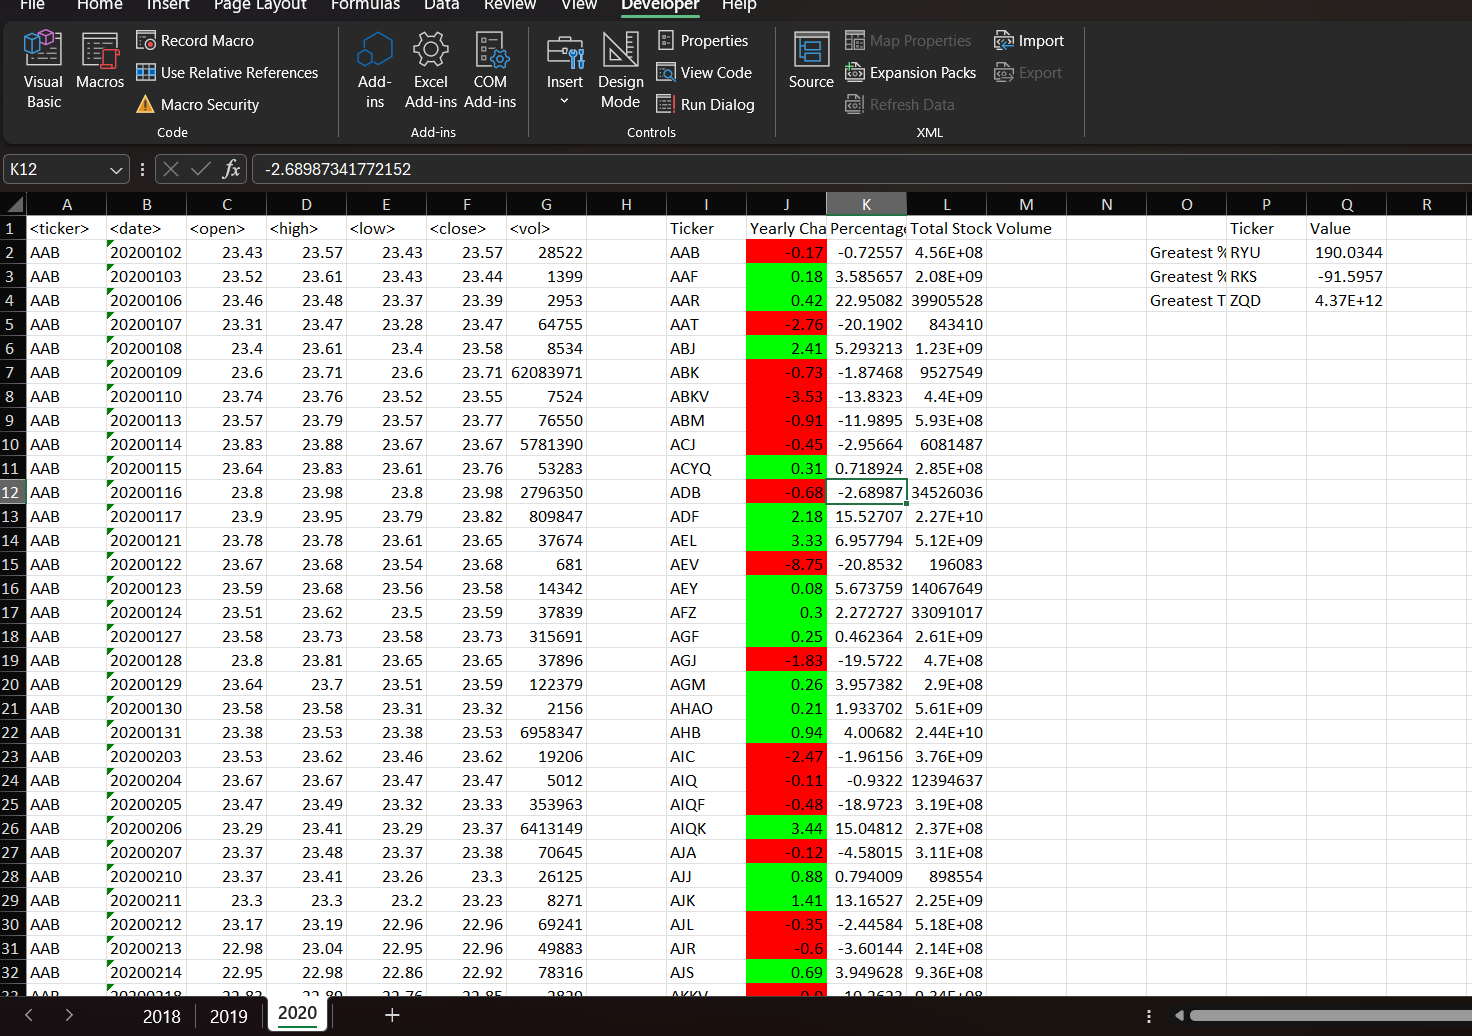 File Home Insert Page Layout Formulas Data Review View Developer Help
Visual Basic
Macros
Record Macro
Use Relative References
Macro Security
Code
Add-ins
Excel Add-ins
COM Add-ins
Add-ins
Insert
Design Mode
Properties
View Code
Run Dialog
Controls
Source
Map Properties
Expansion Packs
Refresh Data
Import
Export
XML
K12 fx -2.68987341772152
A B C D E F G H I J K L M N O P Q R
1 <ticker> <date> <open> <high> <low> <close> <vol> Ticker Yearly Cha Percentage Total Stock Volume Ticker Value
2 AAB 20200102 23.43 23.57 23.43 23.57 28522 AAB -0.17 -0.72557 4.56E+08 Greatest % RYU 190.0344
3 AAB 20200103 23.52 23.61 23.43 23.44 1399 AAF 0.18 3.585657 2.08E+09 Greatest % RKS -91.5957
4 AAB 20200106 23.46 23.48 23.37 23.39 2953 AAR 0.42 22.95082 39905528 Greatest T ZQD 4.37E+12
5 AAB 20200107 23.31 23.47 23.28 23.47 64755 AAT -2.76 -20.1902 843410
6 AAB 20200108 23.4 23.61 23.4 23.58 8534 ABJ 2.41 5.293213 1.23E+09
7 AAB 20200109 23.6 23.71 23.6 23.71 62083971 ABK -0.73 -1.87468 9527549
8 AAB 20200110 23.74 23.76 23.52 23.55 7524 ABKV -3.53 -13.8323 4.4E+09
9 AAB 20200113 23.57 23.79 23.57 23.77 76550 ABM -0.91 -11.9895 5.93E+08
10 AAB 20200114 23.83 23.88 23.67 23.67 5781390 ACJ -0.45 -2.95664 6081487
11 AAB 20200115 23.64 23.83 23.61 23.76 53283 ACYQ 0.31 0.718924 2.85E+08
12 AAB 20200116 23.8 23.98 23.8 23.98 2796350 ADB -0.68 -2.68987 34526036
13 AAB 20200117 23.9 23.95 23.79 23.82 809847 ADF 2.18 15.52707 2.27E+10
14 AAB 20200121 23.78 23.78 23.61 23.65 37674 AEL 3.33 6.957794 5.12E+09
15 AAB 20200122 23.67 23.68 23.54 23.68 681 AEV -8.75 -20.8532 196083
16 AAB 20200123 23.59 23.68 23.56 23.58 14342 AEY 0.08 5.673759 14067649
17 AAB 20200124 23.51 23.62 23.5 23.59 37839 AFZ 0.3 2.272727 33091017
18 AAB 20200127 23.58 23.73 23.58 23.73 315691 AGF 0.25 0.462364 2.61E+09
19 AAB 20200128 23.8 23.81 23.65 23.65 37896 AGJ -1.83 -19.5722 4.7E+08
20 AAB 20200129 23.64 23.7 23.51 23.59 122379 AGM 0.26 3.957382 2.9E+08
21 AAB 20200130 23.58 23.58 23.31 23.32 2156 AHAO 0.21 1.933702 5.61E+09
22 AAB 20200131 23.38 23.53 23.38 23.53 6958347 AHB 0.94 4.00682 2.44E+10
23 AAB 20200203 23.53 23.62 23.46 23.62 19206 AIC -2.47 -1.96156 3.76E+09
24 AAB 20200204 23.67 23.67 23.47 23.47 5012 AIQ -0.11 -0.9322 12394637
25 AAB 20200205 23.47 23.49 23.32 23.33 353963 AIQF -0.48 -18.9723 3.19E+08
26 AAB 20200206 23.29 23.41 23.29 23.37 6413149 AIQK 3.44 15.04812 2.37E+08
27 AAB 20200207 23.37 23.48 23.37 23.38 70645 AJA -0.12 -4.58015 3.11E+08
28 AAB 20200210 23.37 23.41 23.26 23.3 26125 AJJ 0.88 0.794009 898554
29 AAB 20200211 23.3 23.3 23.2 23.23 8271 AJK 1.41 13.16527 2.25E+09
30 AAB 20200212 23.17 23.19 22.96 22.96 69241 AJL -0.35 -2.44584 5.18E+08
31 AAB 20200213 22.98 23.04 22.95 22.96 49883 AJR -0.6 -3.60144 2.14E+08
32 AAB 20200214 22.95 22.98 22.86 22.92 78316 AJS 0.69 3.949628 9.36E+08
2018 2019 2020